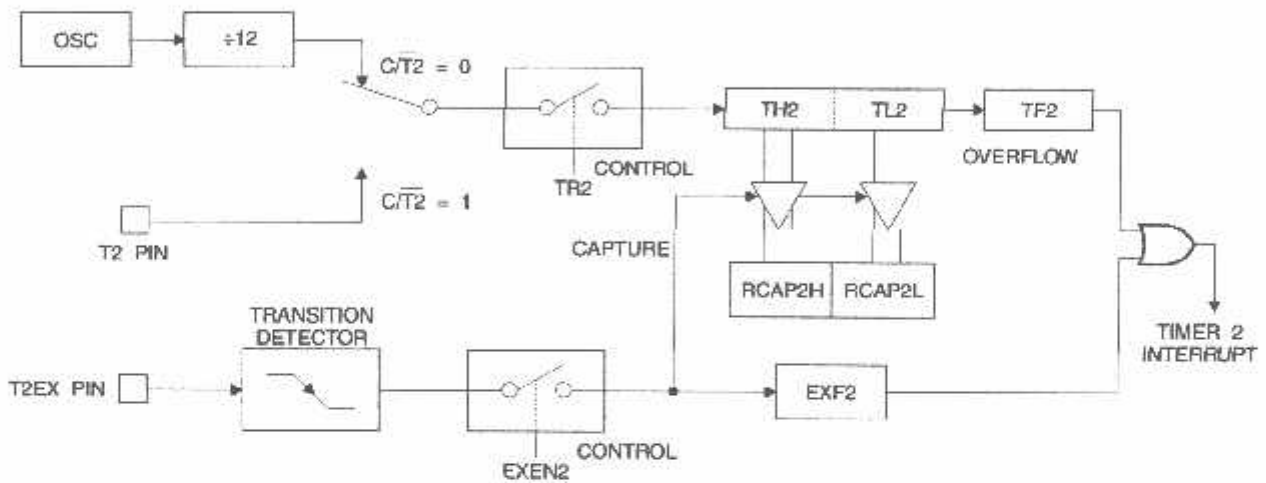 OSC
÷12
C/T2 = 0
TH2
TL2
TF2
OVERFLOW
CONTROL
TR2
C/T2 = 1
T2 PIN
CAPTURE
RCAP2H
RCAP2L
TRANSITION
DETECTOR
TIMER 2
INTERRUPT
T2EX PIN
EXF2
CONTROL
EXEN2